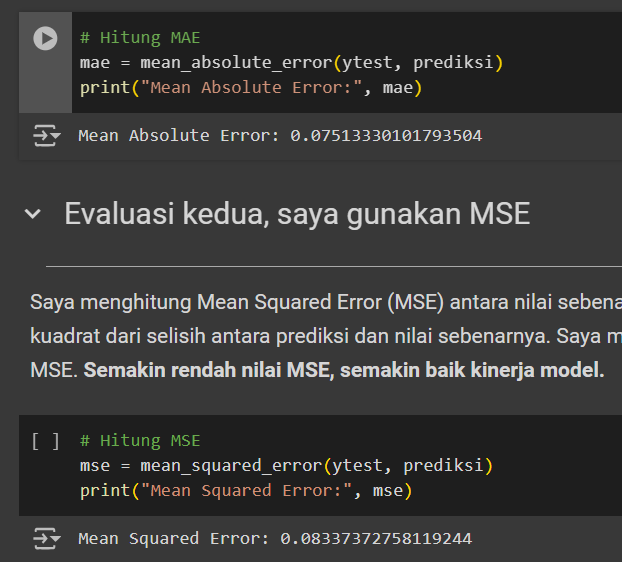 # Hitung MAE
mae = mean_absolute_error(ytest, prediksi)
print("Mean Absolute Error:", mae)
Mean Absolute Error: 0.07513330101793504
Evaluasi kedua, saya gunakan MSE
Saya menghitung Mean Squared Error (MSE) antara nilai
kuadrat dari selisih antara prediksi dan nilai sebenarnya. Saya
MSE. Semakin rendah nilai MSE, semakin baik kinerja model.
[ ] # Hitung MSE
mse = mean_squared_error(ytest, prediksi)
print("Mean Squared Error:", mse)
Mean Squared Error: 0.08337372758119244